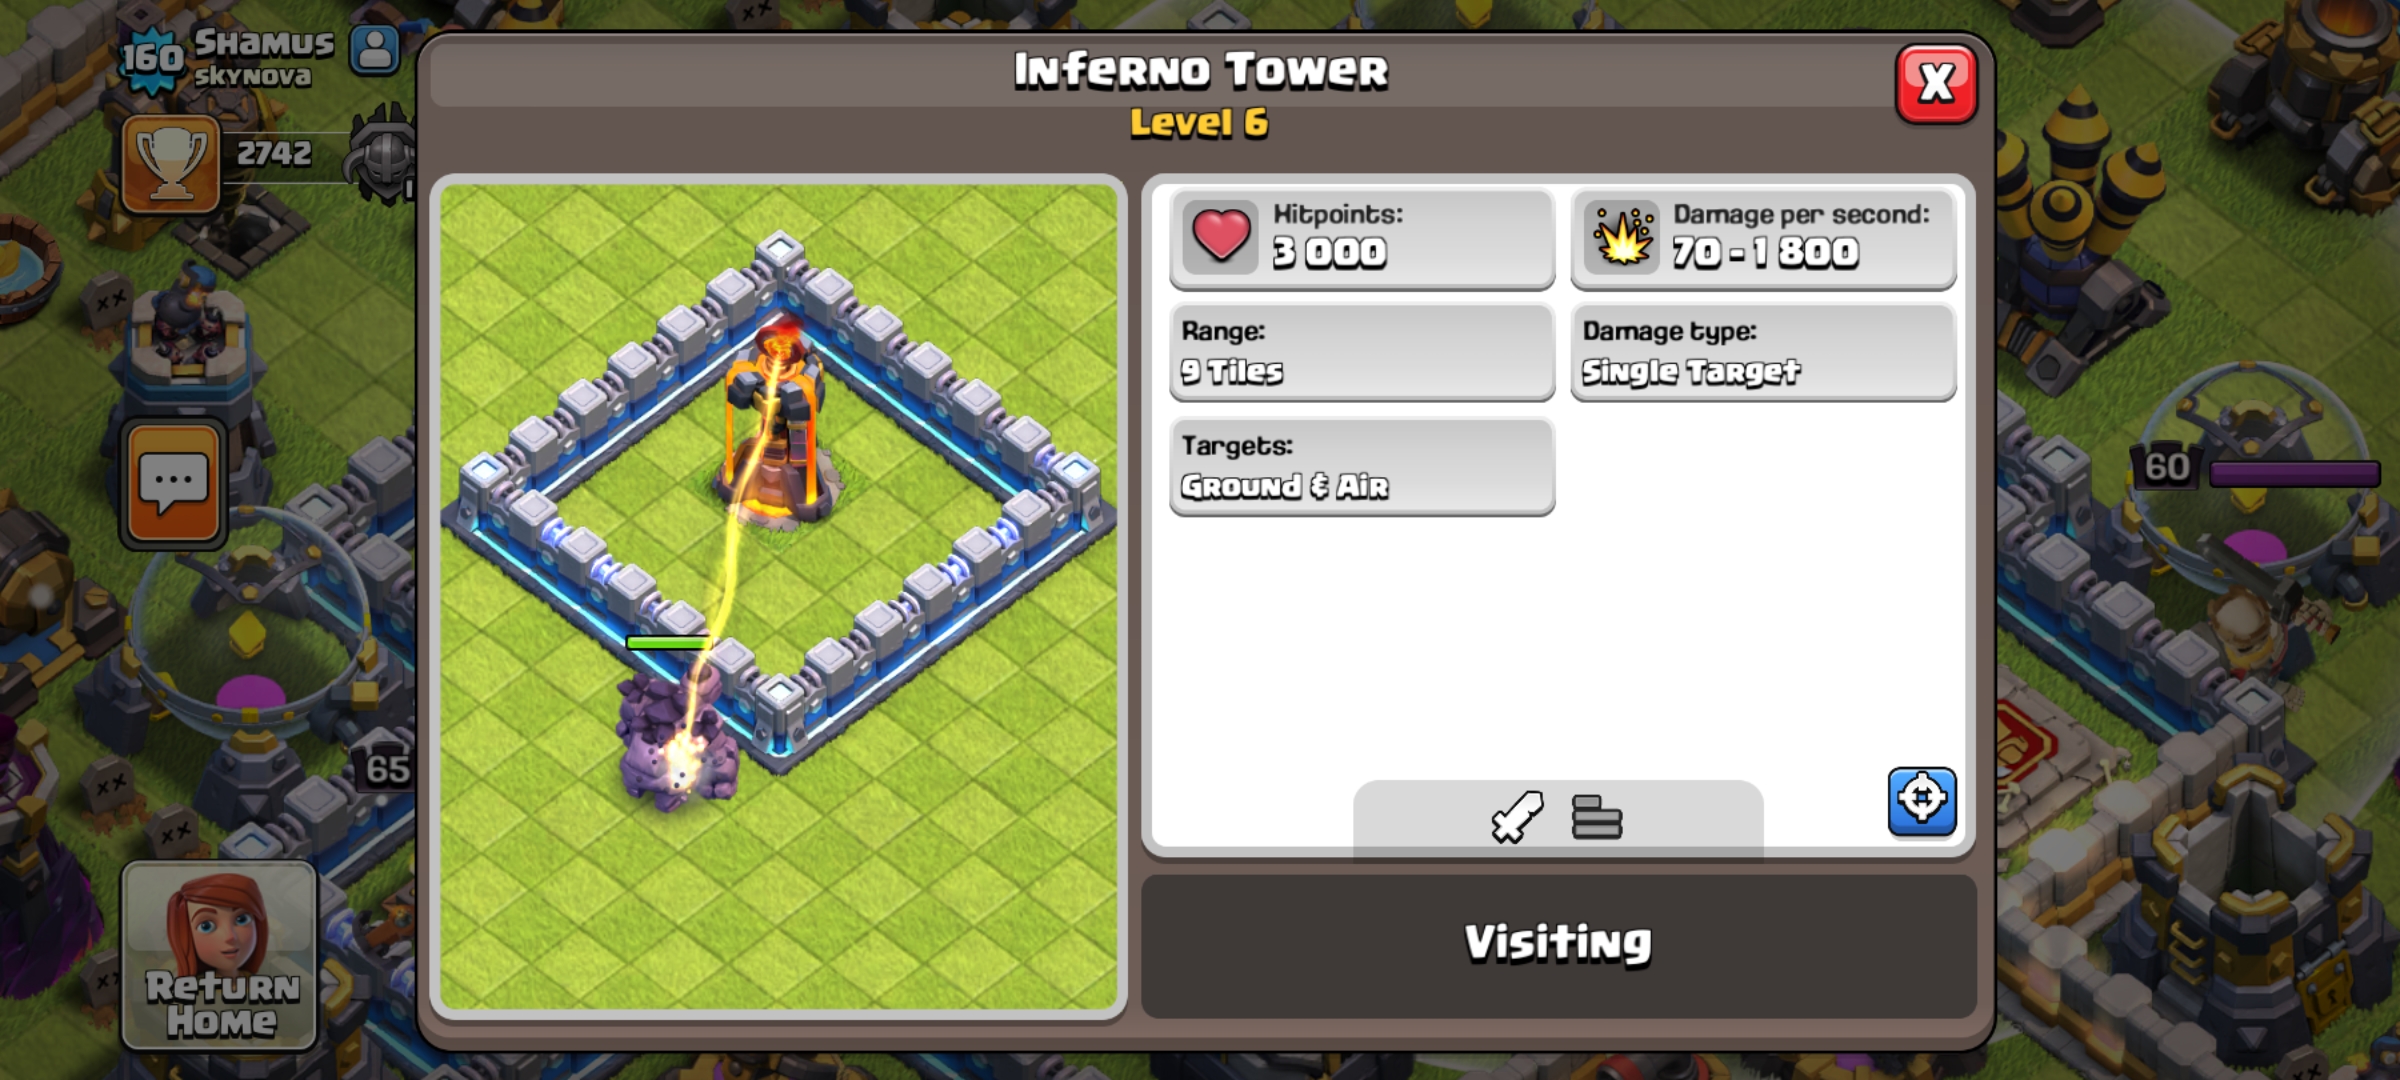 160
Shamus
skynova
2742
Inferno Tower
Level 6
X
Hitpoints:
3 000
Damage per second:
70 - 1 800
Range:
9 Tiles
Damage type:
Single Target
Targets:
Ground & Air
60
65
Visiting
Return
Home